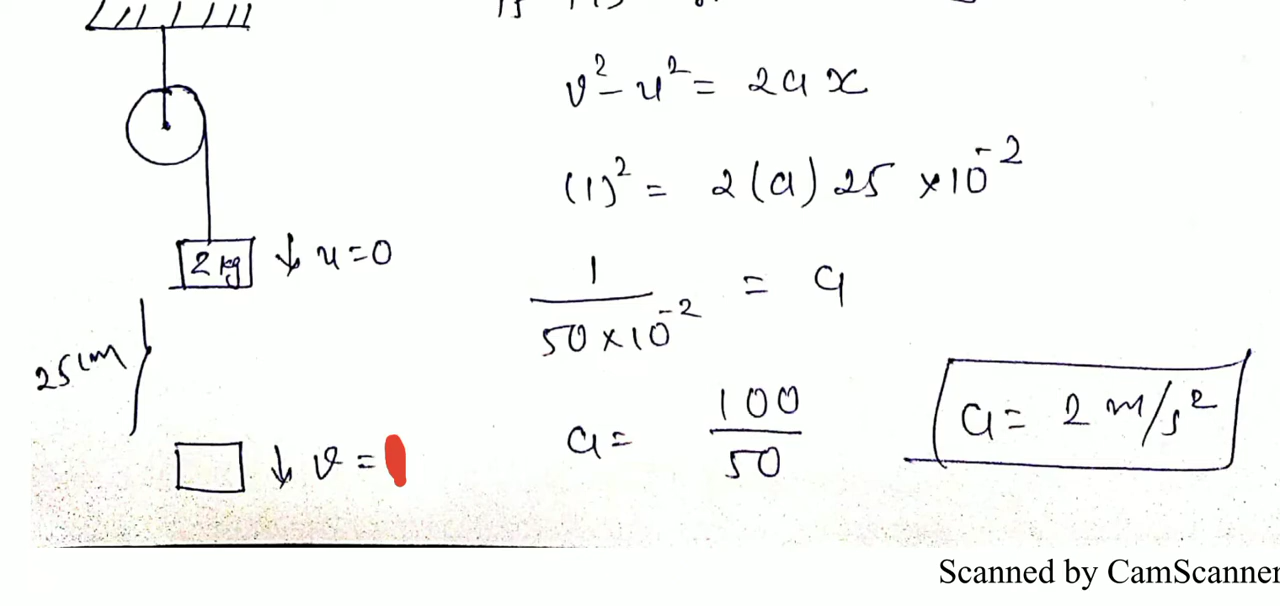 v² - u² = 2ax
(1)² = 2(a) 25 × 10⁻²
2 kg ↓ u = 0
1 / 50 × 10⁻² = a
25 cm
a = 100 / 50
a = 2 m/s²
↓ v =
Scanned by CamScanner